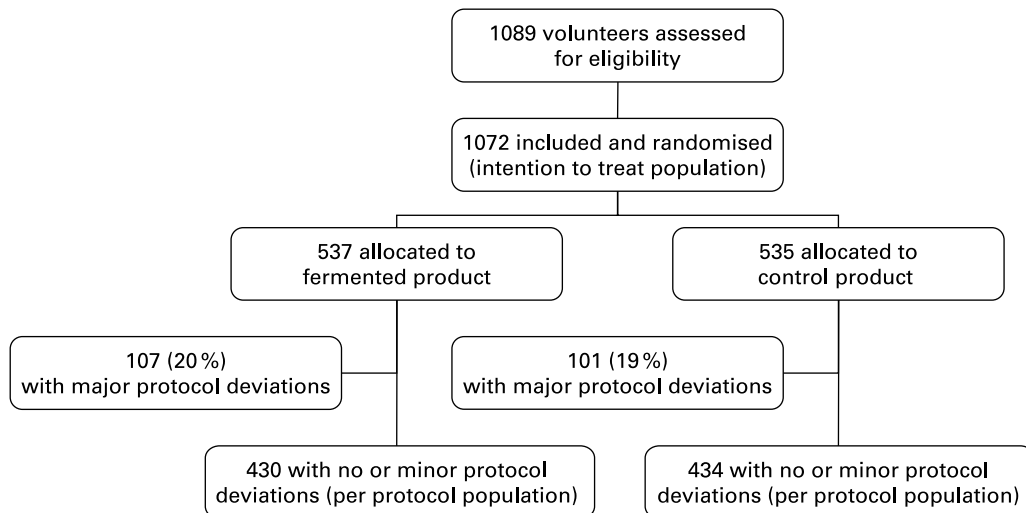 1089 volunteers assessed
for eligibility
1072 included and randomised
(intention to treat population)
537 allocated to
fermented product
535 allocated to
control product
107 (20 %)
with major protocol deviations
101 (19 %)
with major protocol deviations
430 with no or minor protocol
deviations (per protocol population)
434 with no or minor protocol
deviations (per protocol population)